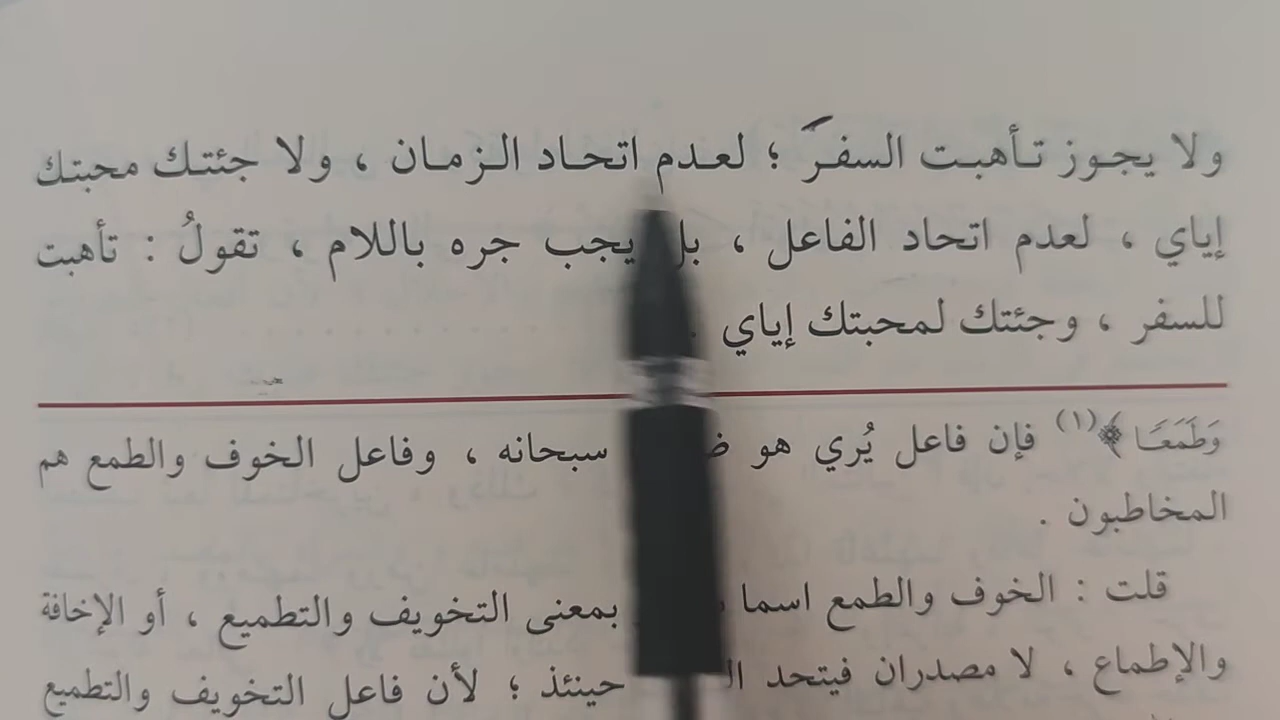 ولا يجوز تأهبت السفرَ ؛ لعدم اتحاد الزمان ، ولا جئتك محبتك
إياي ، لعدم اتحاد الفاعل ، بل يجب جره باللام ، تقولُ : تأهبت
للسفر ، وجئتك لمحبتك إياي .
وَطَمَعًا ﴾(١) فإن فاعل يُري هو سبحانه ، وفاعل الخوف والطمع هم
المخاطبون .
قلت : الخوف والطمع اسما بمعنى التخويف والتطميع ، أو الإخافة
والإطماع ، لا مصدران فيتحد حينئذ ؛ لأن فاعل التخويف والتطميع